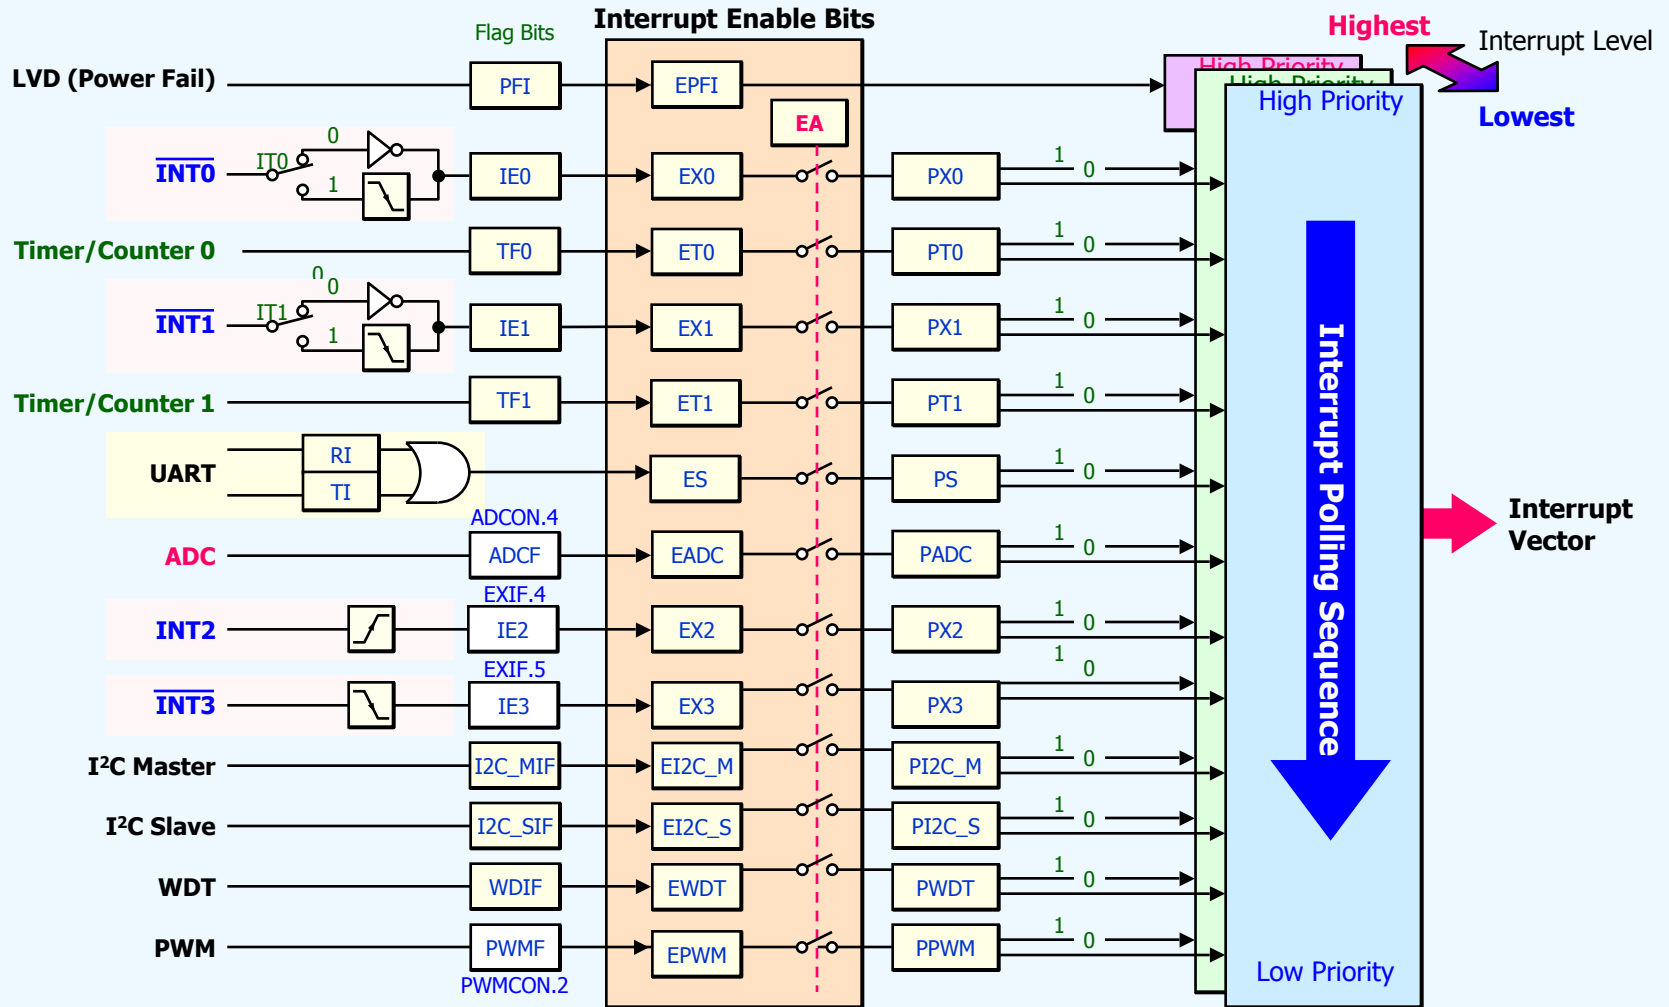 Interrupt Enable Bits
Flag Bits
Highest
Interrupt Level
Lowest
LVD (Power Fail)
PFI
EPFI
EA
High Priority
High Priority
High Priority
INT0
IT0
0
1
IE0
EX0
PX0
1
0
Timer/Counter 0
TF0
ET0
PT0
1
0
INT1
IT1
0
0
1
IE1
EX1
PX1
1
0
Timer/Counter 1
TF1
ET1
PT1
1
0
UART
RI
TI
ES
PS
1
0
ADCON.4
ADC
ADCF
EADC
PADC
1
0
EXIF.4
INT2
IE2
EX2
PX2
1
0
EXIF.5
INT3
IE3
EX3
PX3
1
0
I²C Master
I2C_MIF
EI2C_M
PI2C_M
1
0
I²C Slave
I2C_SIF
EI2C_S
PI2C_S
1
0
WDT
WDIF
EWDT
PWDT
1
0
PWM
PWMF
EPWM
PPWM
1
0
PWMCON.2
Interrupt Polling Sequence
Low Priority
Interrupt
Vector